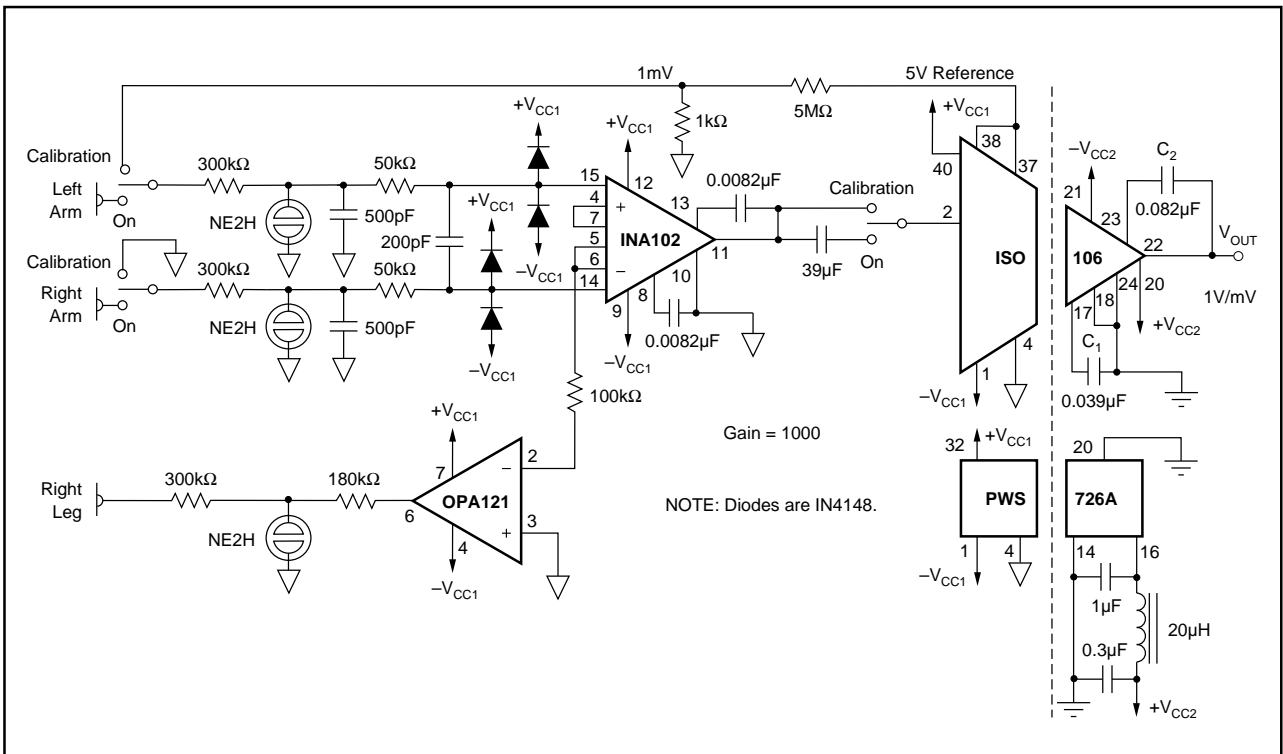 1mV
5V Reference
5MΩ
1kΩ
+VCC1
+VCC1
+VCC1
Calibration
Left
Arm
On
300kΩ
NE2H
500pF
50kΩ
200pF
+VCC1
–VCC1
15
4
7
5
6
14
+
–
INA102
12
13
11
10
8
9
–VCC1
0.0082µF
0.0082µF
39µF
Calibration
On
Calibration
Right
Arm
On
300kΩ
NE2H
500pF
50kΩ
–VCC1
100kΩ
40
38
37
2
ISO
4
1
–VCC1
–VCC2
21
23
C2
0.082µF
22
VOUT
106
24
20
18
17
+VCC2
1V/mV
C1
0.039µF
Gain = 1000
NOTE: Diodes are IN4148.
Right
Leg
300kΩ
NE2H
180kΩ
+VCC1
7
6
OPA121
–
+
2
3
4
–VCC1
32
+VCC1
PWS
1
4
–VCC1
20
726A
14
16
1µF
20µH
0.3µF
+VCC2